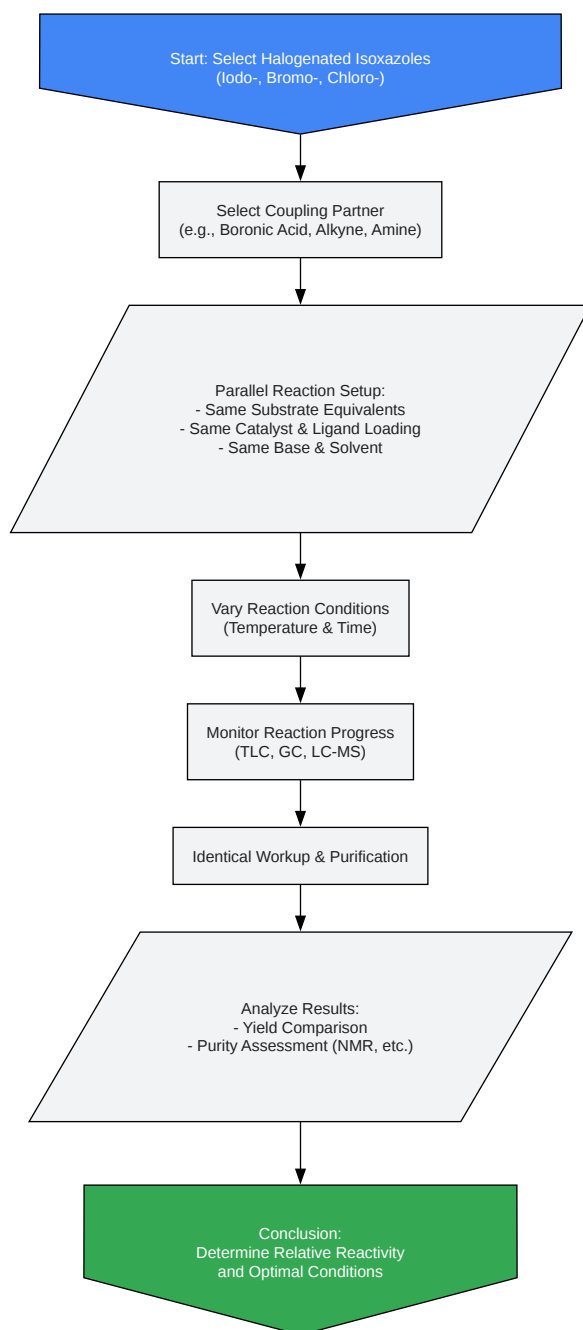 Start: Select Halogenated Isoxazoles
(Iodo-, Bromo-, Chloro-)
Select Coupling Partner
(e.g., Boronic Acid, Alkyne, Amine)
Parallel Reaction Setup:
- Same Substrate Equivalents
- Same Catalyst & Ligand Loading
- Same Base & Solvent
Vary Reaction Conditions
(Temperature & Time)
Monitor Reaction Progress
(TLC, GC, LC-MS)
Identical Workup & Purification
Analyze Results:
- Yield Comparison
- Purity Assessment (NMR, etc.)
Conclusion:
Determine Relative Reactivity
and Optimal Conditions